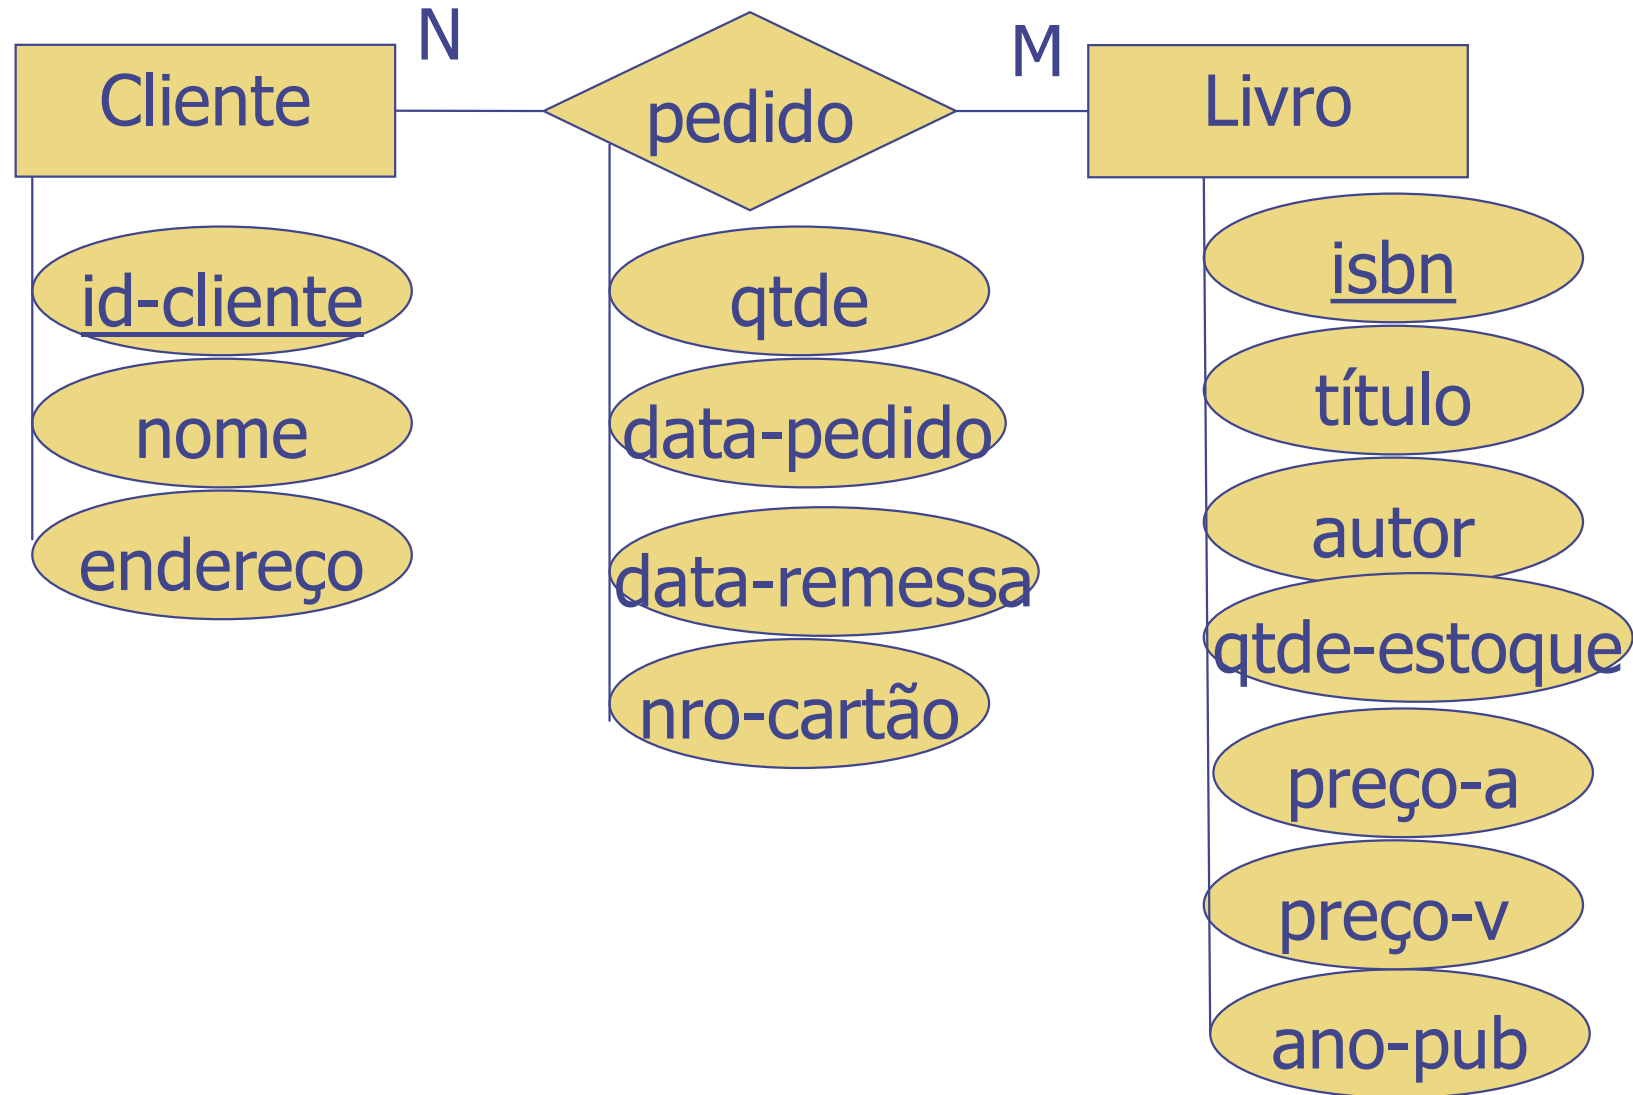 Cliente
N
pedido
M
Livro
id-cliente
nome
endereço
qtde
data-pedido
data-remessa
nro-cartão
isbn
título
autor
qtde-estoque
preço-a
preço-v
ano-pub